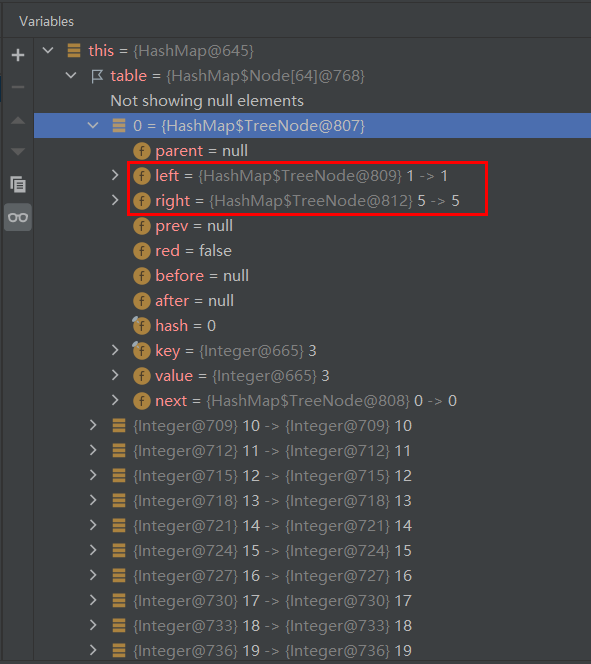 Variables
this = {HashMap@645}
table = {HashMap$Node[64]@768}
Not showing null elements
0 = {HashMap$TreeNode@807}
f parent = null
f left = {HashMap$TreeNode@809} 1 -> 1
f right = {HashMap$TreeNode@812} 5 -> 5
f prev = null
f red = false
f before = null
f after = null
f hash = 0
f key = {Integer@665} 3
f value = {Integer@665} 3
f next = {HashMap$TreeNode@808} 0 -> 0
{Integer@709} 10 -> {Integer@709} 10
{Integer@712} 11 -> {Integer@712} 11
{Integer@715} 12 -> {Integer@715} 12
{Integer@718} 13 -> {Integer@718} 13
{Integer@721} 14 -> {Integer@721} 14
{Integer@724} 15 -> {Integer@724} 15
{Integer@727} 16 -> {Integer@727} 16
{Integer@730} 17 -> {Integer@730} 17
{Integer@733} 18 -> {Integer@733} 18
{Integer@736} 19 -> {Integer@736} 19